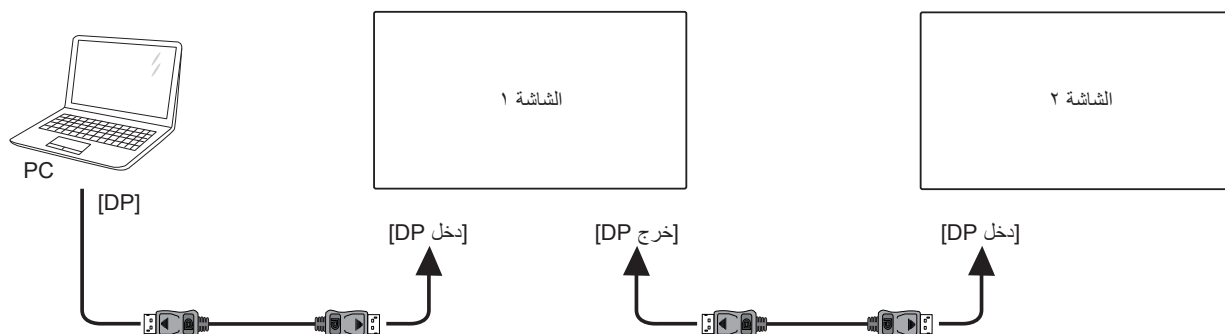 الشاشة ١
الشاشة ٢
PC
[DP]
[دخل DP]
[خرج DP]
[دخل DP]